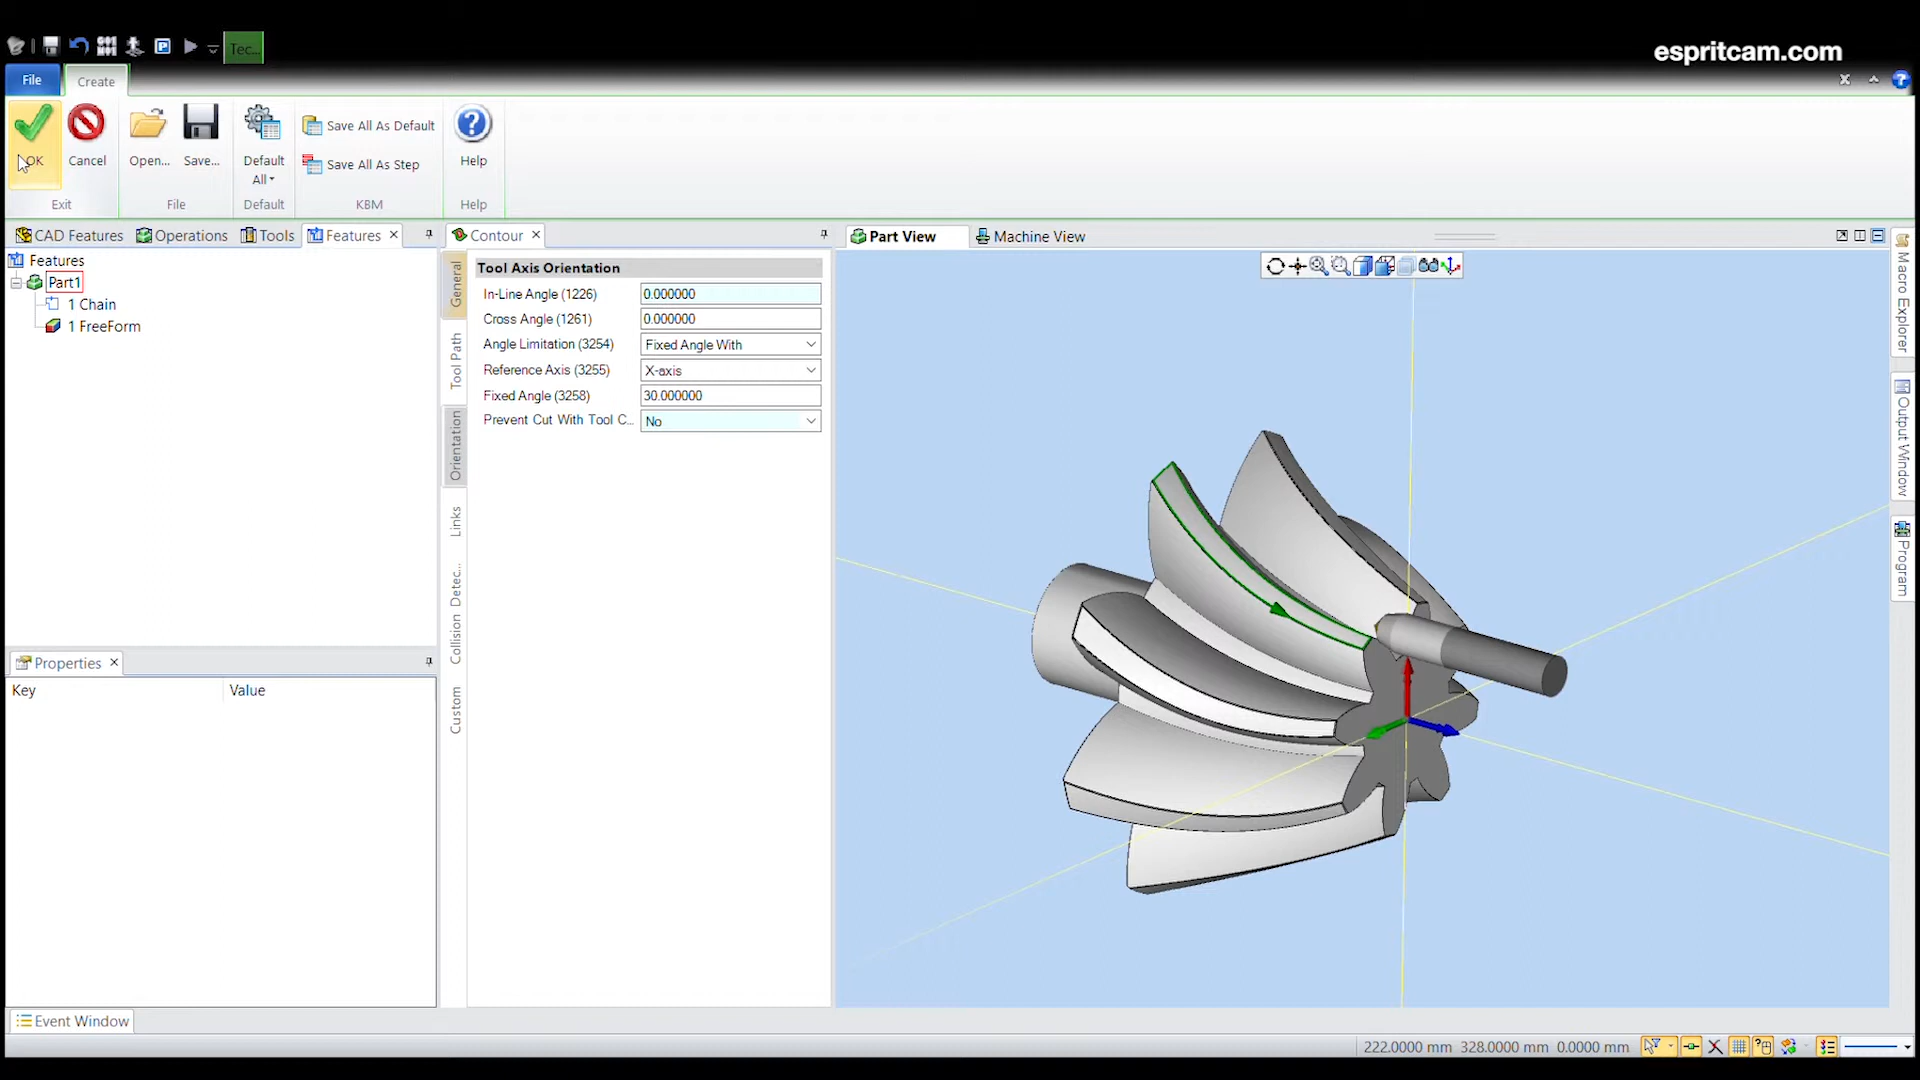 Tec...
espritcam.com
File
Create
OK
Cancel
Open...
Save...
Default All
Save All As Default
Save All As Step
Help
Exit
File
Default
KBM
Help
CAD Features
Operations
Tools
Features
Contour
Part View
Machine View
Features
Part1
1 Chain
1 FreeForm
General
Tool Path
Orientation
Links
Collision Detec...
Custom
Tool Axis Orientation
In-Line Angle (1226)
0.000000
Cross Angle (1261)
0.000000
Angle Limitation (3254)
Fixed Angle With
Reference Axis (3255)
X-axis
Fixed Angle (3258)
30.000000
Prevent Cut With Tool C...
No
Macro Explorer
Output Window
Program
Properties
Key
Value
Event Window
222.0000 mm 328.0000 mm 0.0000 mm